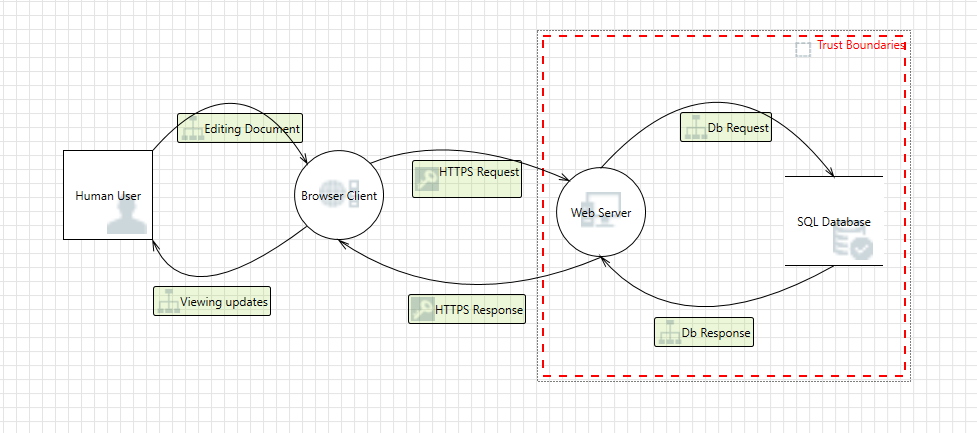 Trust Boundaries
Editing Document
Db Request
HTTPS Request
Human User
Browser Client
Web Server
SQL Database
Viewing updates
HTTPS Response
Db Response